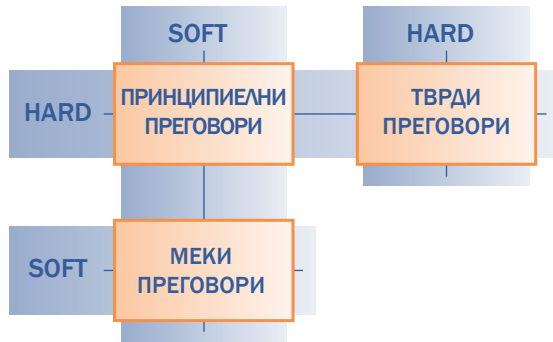 SOFT
HARD
HARD
ПРИНЦИПИЕЛНИ
ПРЕГОВОРИ
ТВРДИ
ПРЕГОВОРИ
SOFT
МЕКИ
ПРЕГОВОРИ